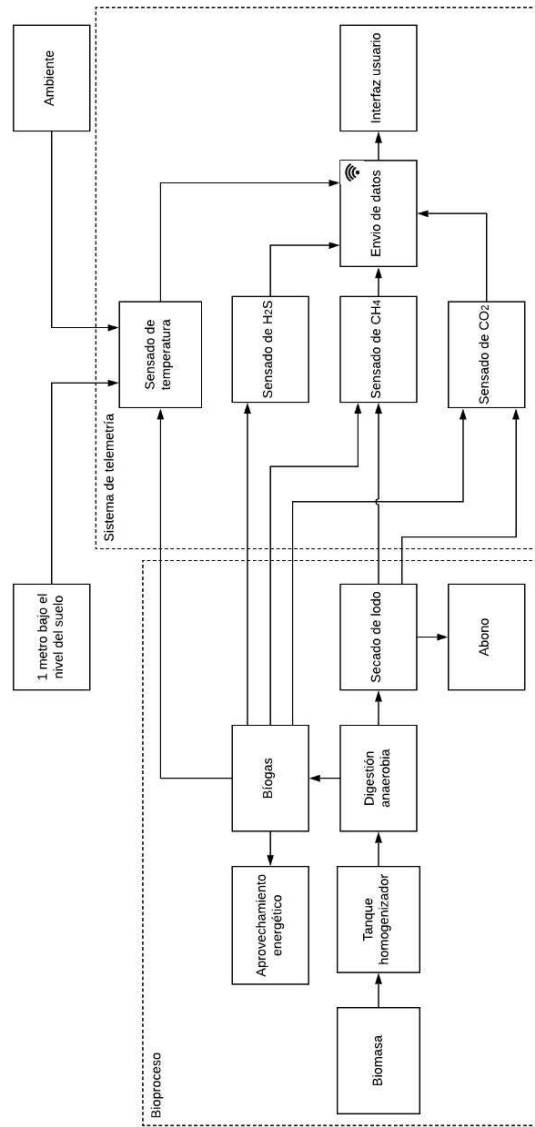 1 metro bajo el
nivel del suelo
Ambiente
Bioproceso
Sistema de telemetría
Sensado de
temperatura
Bíogas
Sensado de H2S
Aprovechamiento
energético
Biomasa
Tanque
homogenizador
Digestión
anaerobia
Secado de lodo
Sensado de CH4
Envio de datos
Interfaz usuario
Abono
Sensado de CO2